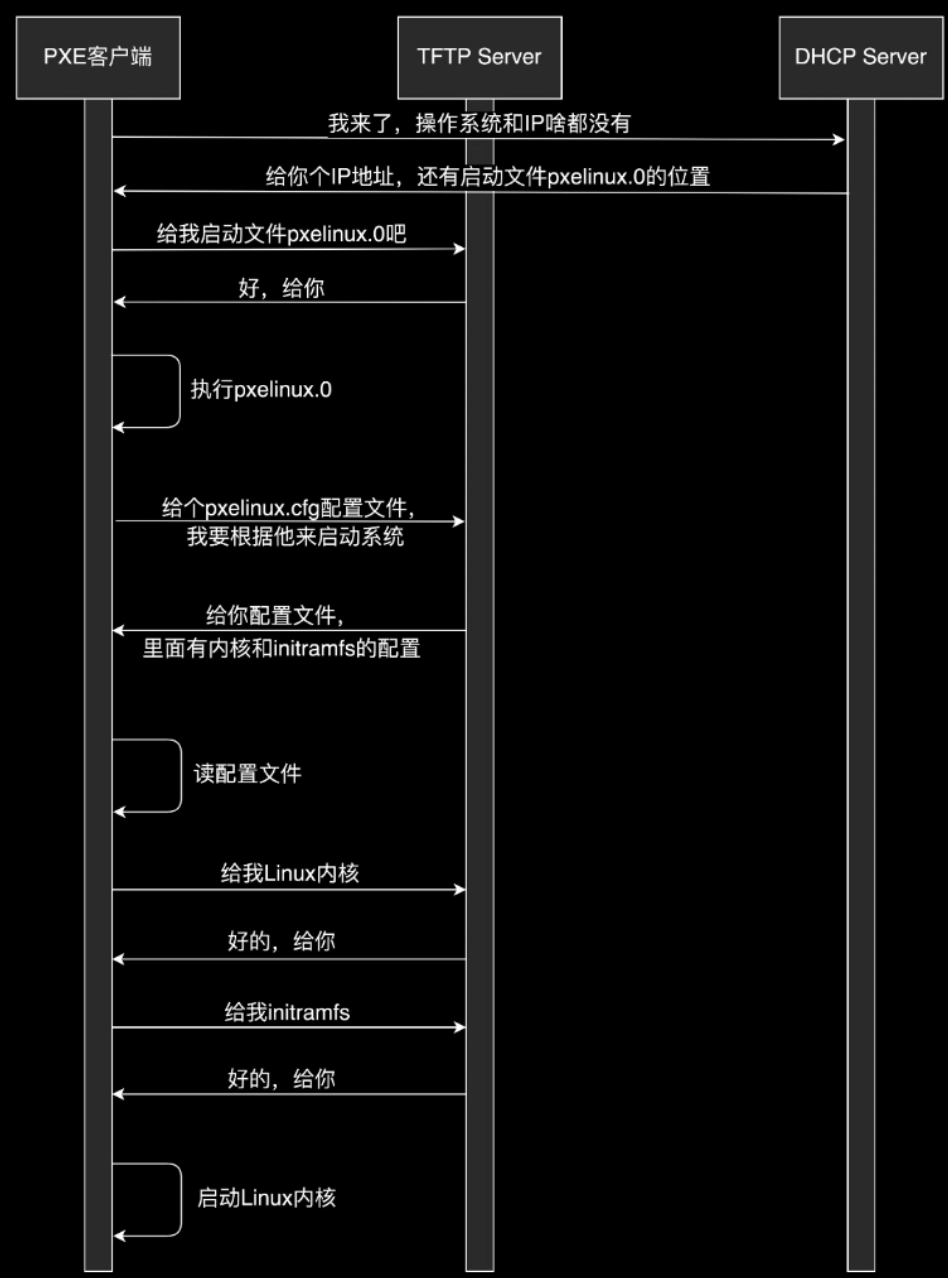 PXE客户端
TFTP Server
DHCP Server
我来了，操作系统和IP啥都没有
给你个IP地址，还有启动文件pxelinux.0的位置
给我启动文件pxelinux.0吧
好，给你
执行pxelinux.0
给个pxelinux.cfg配置文件，
我要根据他来启动系统
给你配置文件，
里面有内核和initramfs的配置
读配置文件
给我Linux内核
好的，给你
给我initramfs
好的，给你
启动Linux内核